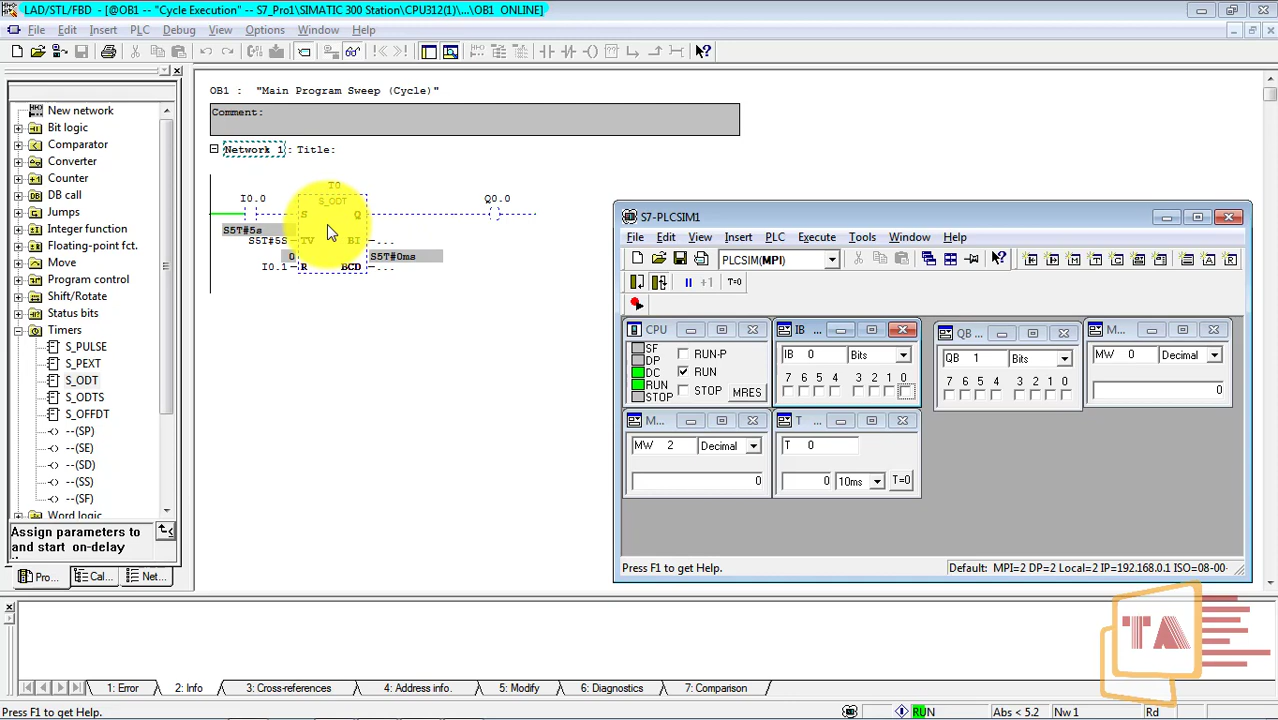 LAD/STL/FBD - [@OB1 -- "Cycle Execution" -- S7_Pro1\SIMATIC 300 Station\CPU312(1)\...\OB1 ONLINE]
File Edit Insert PLC Debug View Options Window Help
New network
Bit logic
Comparator
Converter
Counter
DB call
Jumps
Integer function
Floating-point fct.
Move
Program control
Shift/Rotate
Status bits
Timers
S_PULSE
S_PEXT
S_ODT
S_ODTS
S_OFFDT
--(SP)
--(SE)
--(SD)
--(SS)
--(SF)
Word logic
Assign parameters to
and start on-delay
Pro... Cal... Net...
OB1 : "Main Program Sweep (Cycle)"
Comment:
Network 1: Title:
T0
I0.0 S_ODT Q0.0
S Q
S5T#5s
S5T#5S TV BI ...
0 S5T#0ms
I0.1 R BCD ...
S7-PLCSIM1
File Edit View Insert PLC Execute Tools Window Help
PLCSIM(MPI)
+1 T=0
CPU
SF
DP
DC
RUN
STOP
RUN-P
RUN
STOP MRES
IB ...
IB 0 Bits
7 6 5 4 3 2 1 0
QB ...
QB 1 Bits
7 6 5 4 3 2 1 0
M...
MW 0 Decimal
0
M...
MW 2 Decimal
0
T ...
T 0
0 10ms T=0
Press F1 to get Help. Default: MPI=2 DP=2 Local=2 IP=192.168.0.1 ISO=08-00-
TA
1: Error 2: Info 3: Cross-references 4: Address info. 5: Modify 6: Diagnostics 7: Comparison
Press F1 to get Help. RUN Abs < 5.2 Nw 1 Rd